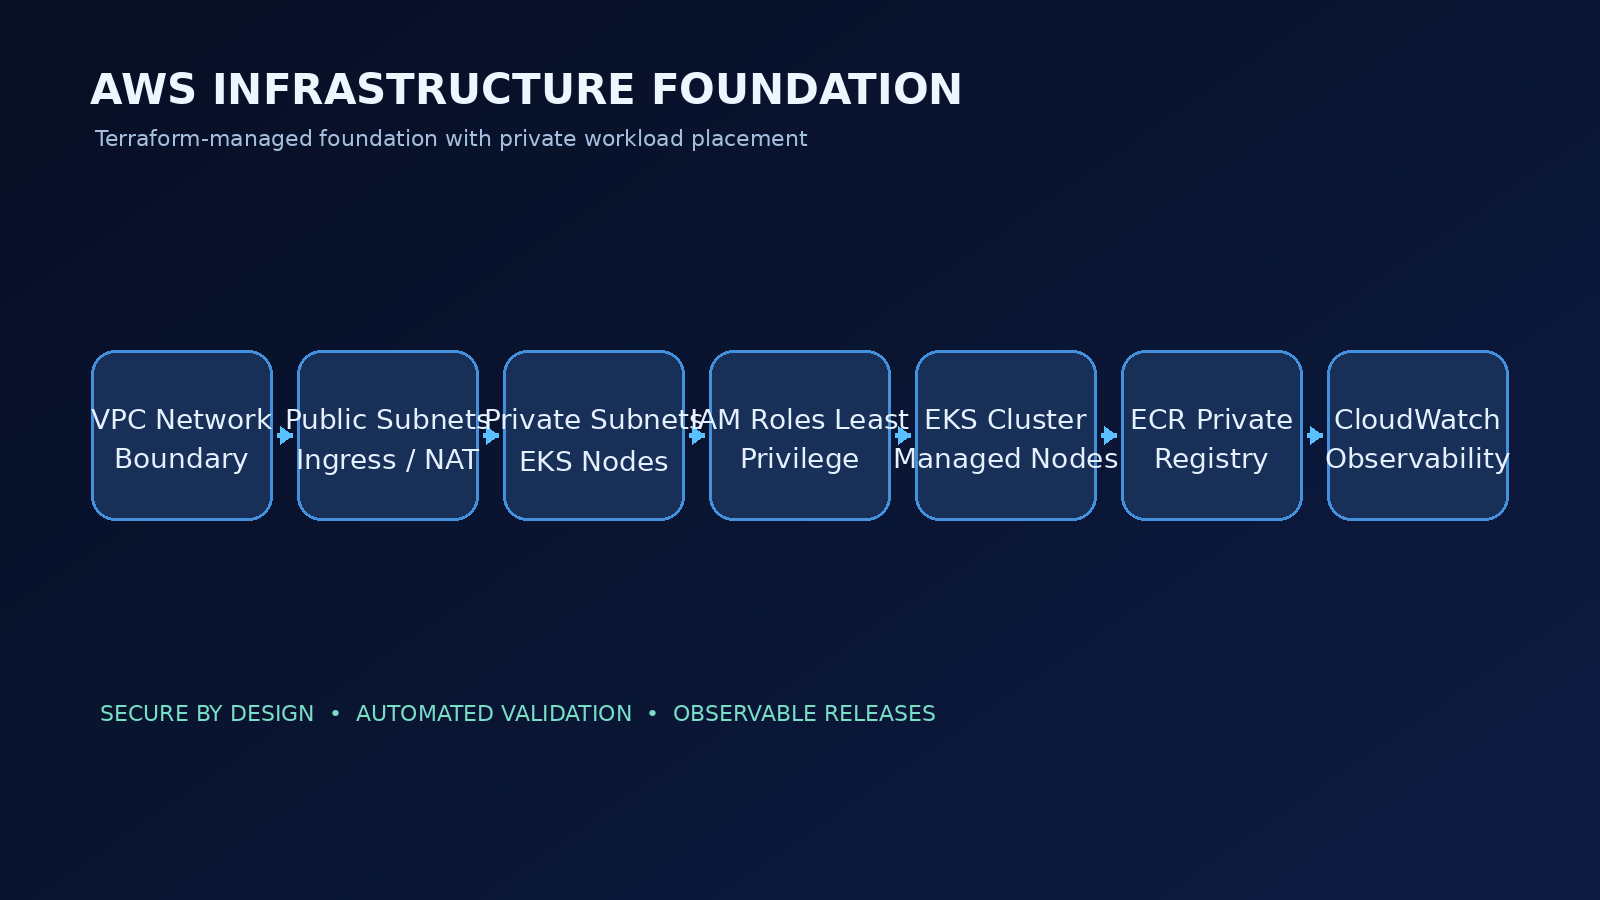 AWS INFRASTRUCTURE FOUNDATION
Terraform-managed foundation with private workload placement
VPC Network
Boundary
Public Subnets
Ingress / NAT
Private Subnets
EKS Nodes
IAM Roles Least
Privilege
EKS Cluster
Managed Nodes
ECR Private
Registry
CloudWatch
Observability
SECURE BY DESIGN • AUTOMATED VALIDATION • OBSERVABLE RELEASES